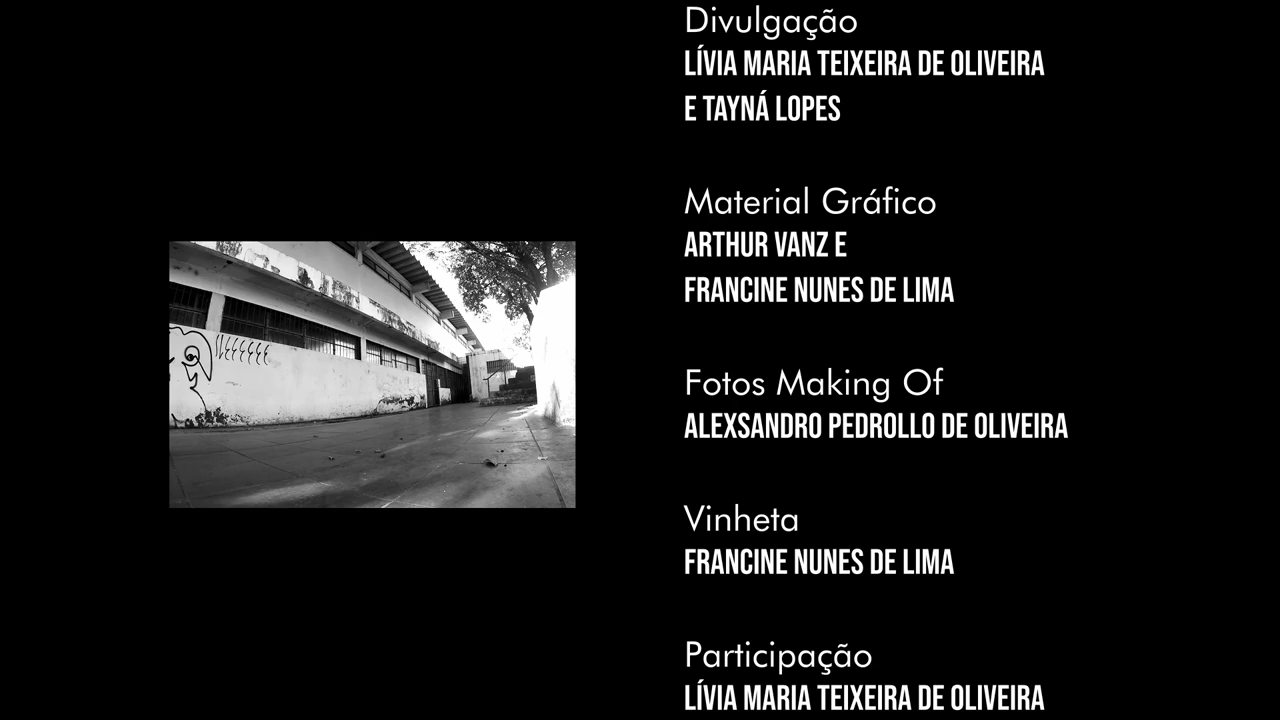 Divulgação
LÍVIA MARIA TEIXEIRA DE OLIVEIRA
E TAYNÁ LOPES
Material Gráfico
ARTHUR VANZ E
FRANCINE NUNES DE LIMA
Fotos Making Of
ALEXSANDRO PEDROLLO DE OLIVEIRA
Vinheta
FRANCINE NUNES DE LIMA
Participação
LÍVIA MARIA TEIXEIRA DE OLIVEIRA